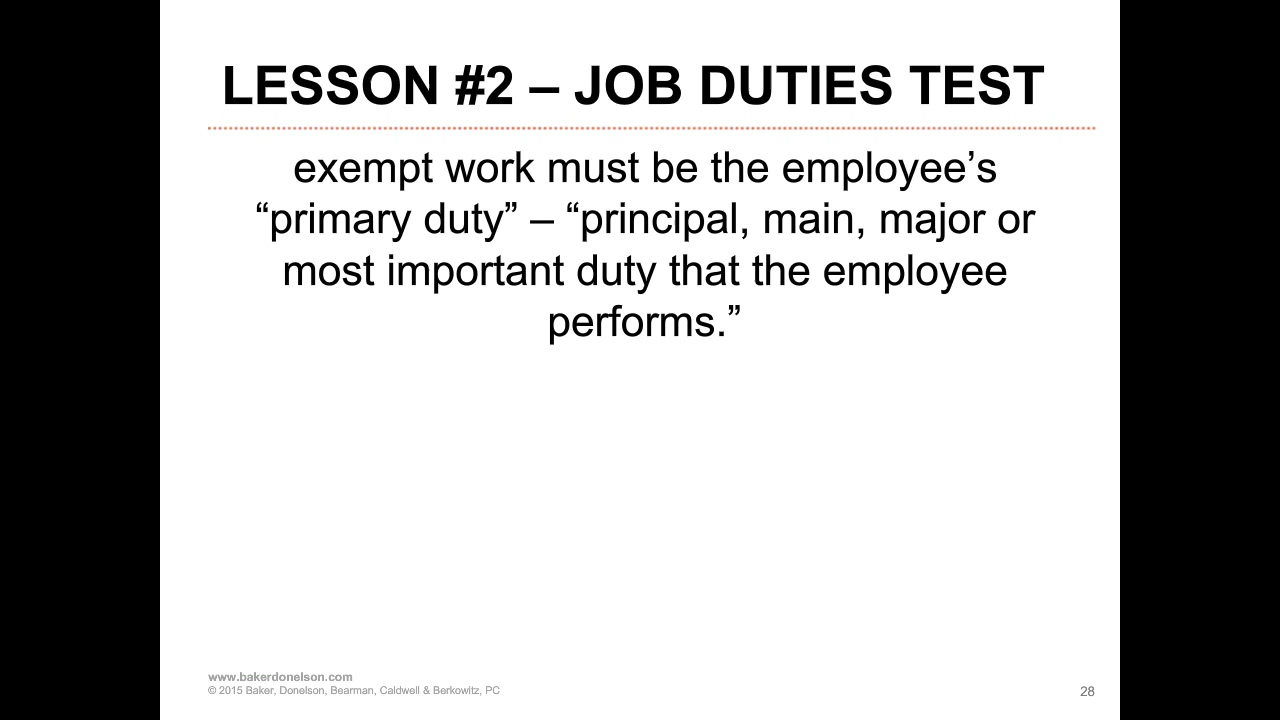 LESSON #2 – JOB DUTIES TEST
exempt work must be the employee’s
“primary duty” – “principal, main, major or
most important duty that the employee
performs.”
www.bakerdonelson.com
© 2015 Baker, Donelson, Bearman, Caldwell & Berkowitz, PC
28